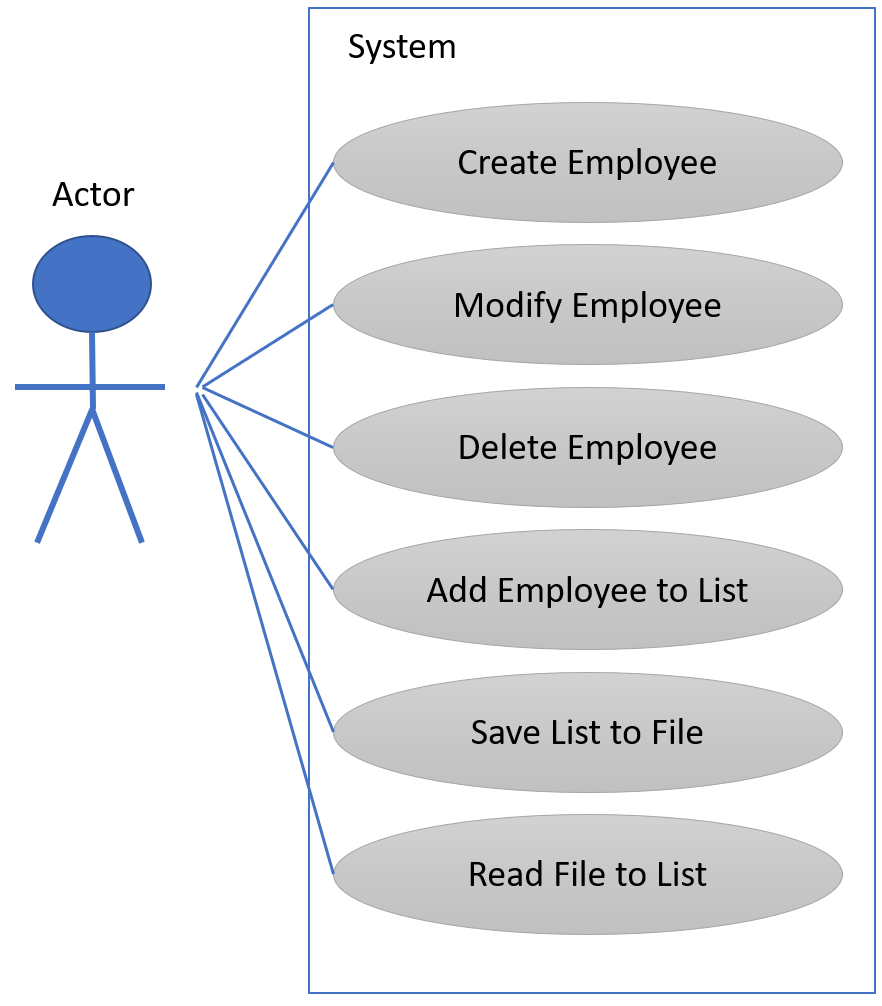 System
Actor
Create Employee
Modify Employee
Delete Employee
Add Employee to List
Save List to File
Read File to List